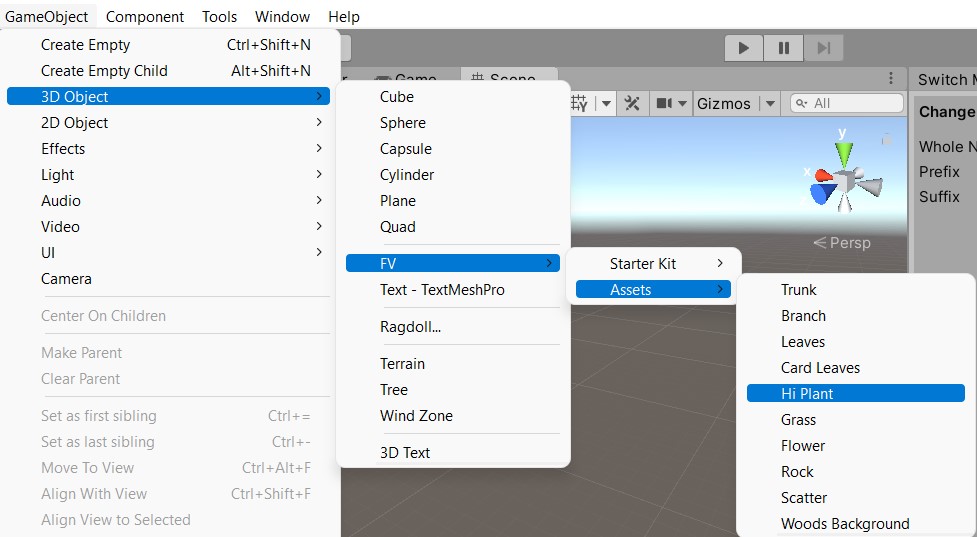 GameObject Component Tools Window Help
Create Empty Ctrl+Shift+N
Create Empty Child Alt+Shift+N
3D Object
2D Object
Effects
Light
Audio
Video
UI
Camera
Center On Children
Make Parent
Clear Parent
Set as first sibling Ctrl+=
Set as last sibling Ctrl+-
Move To View Ctrl+Alt+F
Align With View Ctrl+Shift+F
Align View to Selected
Game Scene
Cube
Sphere
Capsule
Cylinder
Plane
Quad
FV
Text - TextMeshPro
Ragdoll...
Terrain
Tree
Wind Zone
3D Text
Starter Kit
Assets
Trunk
Branch
Leaves
Card Leaves
Hi Plant
Grass
Flower
Rock
Scatter
Woods Background
Gizmos All
y
x
Persp
Switch M
Change
Whole N
Prefix
Suffix